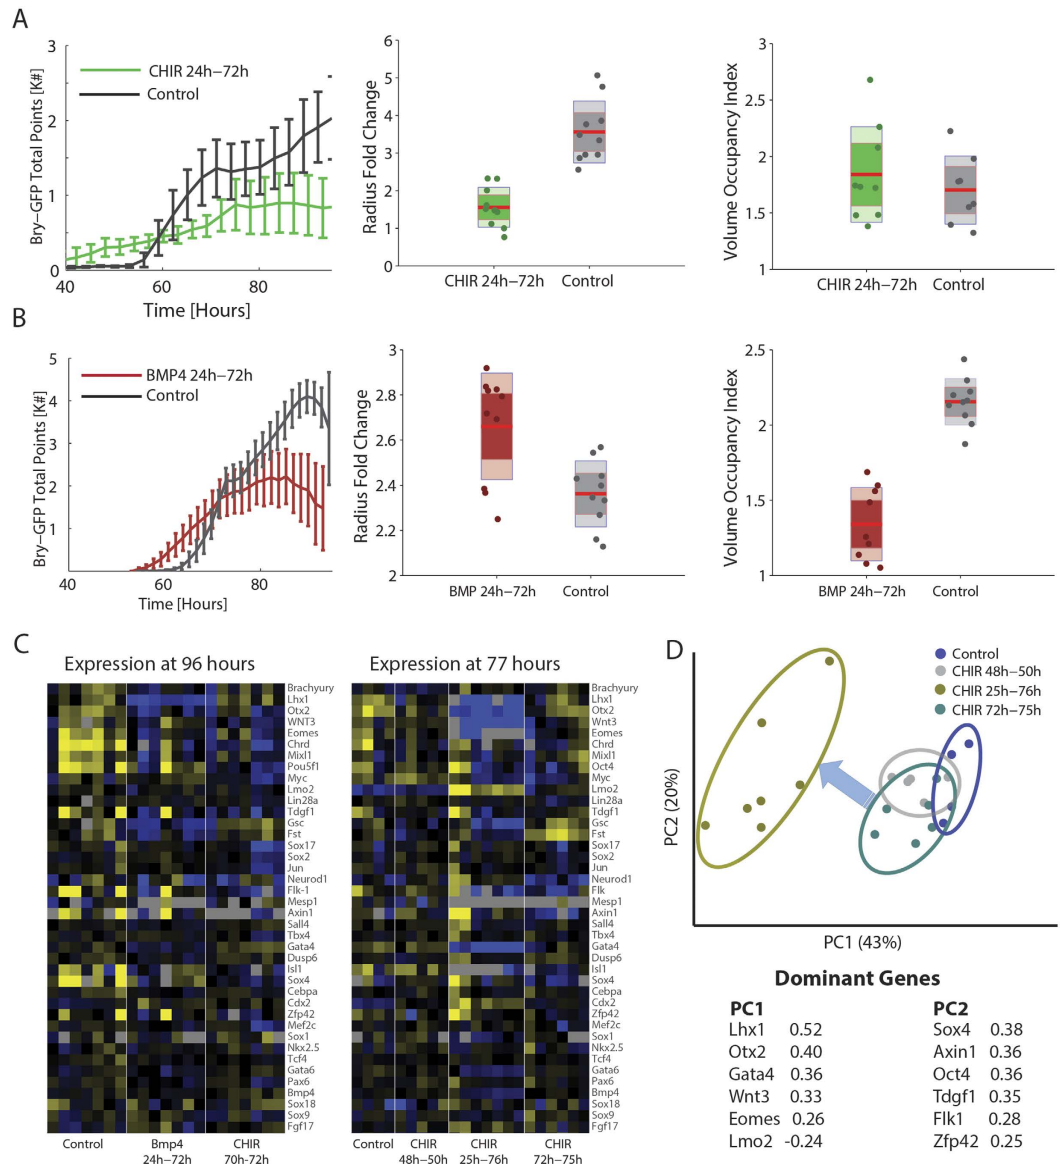 A
3
2
1
0
Bry−GFP Total Points [K#]
CHIR 24h−72h
Control
40
60
80
Time [Hours]
6
5
4
3
2
1
0
Radius Fold Change
CHIR 24h−72h
Control
3
2.5
2
1.5
1
Volume Occupancy Index
CHIR 24h−72h
Control
B
5
4
3
2
1
Bry−GFP Total Points [K#]
BMP4 24h−72h
Control
40
60
80
Time [Hours]
3
2.8
2.6
2.4
2.2
2
Radius Fold Change
BMP 24h−72h
Control
2.5
2
1.5
1
Volume Occupancy Index
BMP 24h−72h
Control
C
Expression at 96 hours
Brachyury
Lhx1
Otx2
WNT3
Eomes
Chrd
Mixl1
Pou5f1
Myc
Lmo2
Lin28a
Tdgf1
Gsc
Fst
Sox17
Sox2
Jun
Neurod1
Flk-1
Mesp1
Axin1
Sall4
Tbx4
Gata4
Dusp6
Isl1
Sox4
Cebpa
Cdx2
Zfp42
Mef2c
Sox1
Nkx2.5
Tcf4
Gata6
Pax6
Bmp4
Sox18
Sox9
Fgf17
Control
Bmp4
24h−72h
CHIR
70h-72h
Expression at 77 hours
Brachyury
Lhx1
Otx2
Wnt3
Eomes
Chrd
Mixl1
Oct4
Myc
Lmo2
Lin28a
Tdgf1
Gsc
Fst
Sox17
Sox2
Jun
Neurod1
Flk
Mesp1
Axin1
Sall4
Tbx4
Gata4
Dusp6
Isl1
Sox4
Cebpa
Cdx2
Zfp42
Mef2c
Sox1
Nkx2.5
Tcf4
Gata6
Pax6
Bmp4
Sox18
Sox9
Fgf17
Control
CHIR
48h−50h
CHIR
25h−76h
CHIR
72h−75h
D
Control
CHIR 48h−50h
CHIR 25h−76h
CHIR 72h−75h
PC2 (20%)
PC1 (43%)
Dominant Genes
PC1 PC2
Lhx1 0.52 Sox4 0.38
Otx2 0.40 Axin1 0.36
Gata4 0.36 Oct4 0.36
Wnt3 0.33 Tdgf1 0.35
Eomes 0.26 Flk1 0.28
Lmo2 -0.24 Zfp42 0.25